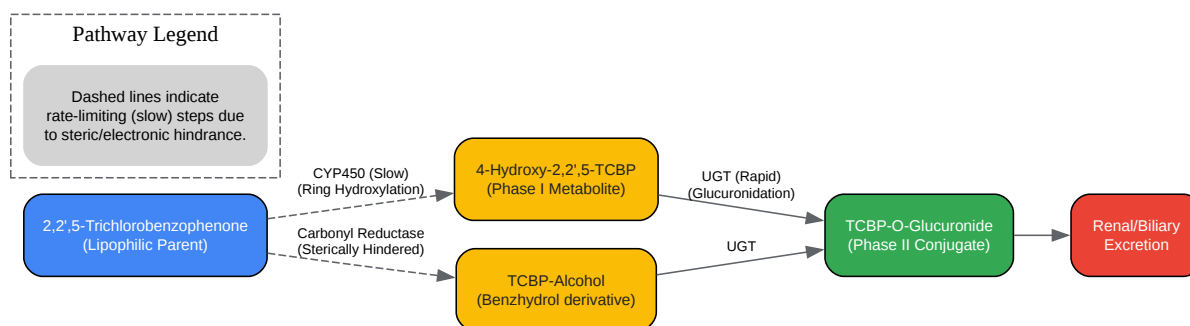 Pathway Legend
Dashed lines indicate
rate-limiting (slow) steps due
to steric/electronic hindrance.
2,2',5-Trichlorobenzophenone
(Lipophilic Parent)
CYP450 (Slow)
(Ring Hydroxylation)
Carbonyl Reductase
(Sterically Hindered)
4-Hydroxy-2,2',5-TCBP
(Phase I Metabolite)
TCBP-Alcohol
(Benzhydrol derivative)
UGT (Rapid)
(Glucuronidation)
UGT
TCBP-O-Glucuronide
(Phase II Conjugate)
Renal/Biliary
Excretion